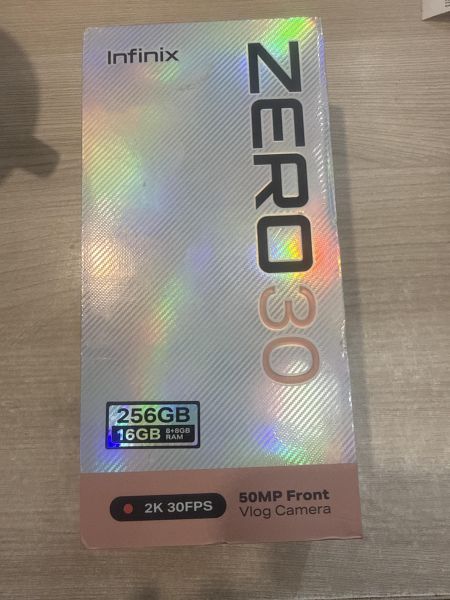 Infinix
ZERO 30
256GB
16GB 8+8GB RAM
2K 30FPS
50MP Front
Vlog Camera